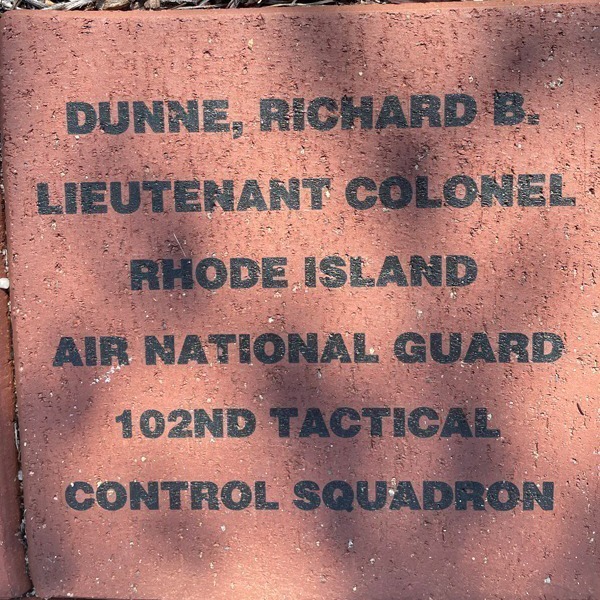 DUNNE, RICHARD B.
LIEUTENANT COLONEL
RHODE ISLAND
AIR NATIONAL GUARD
102ND TACTICAL
CONTROL SQUADRON